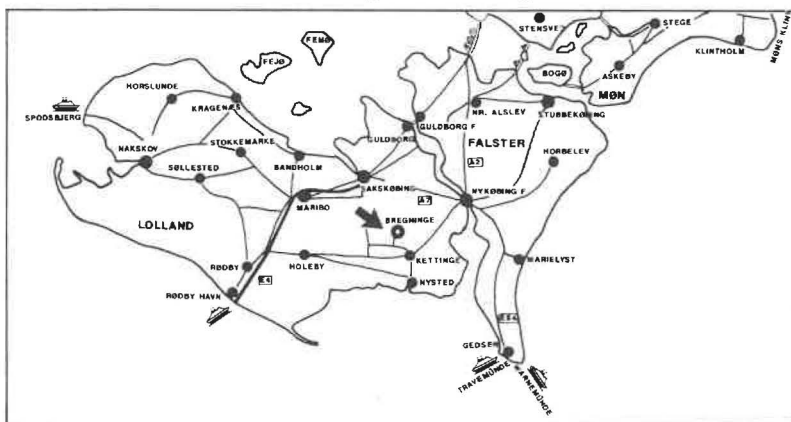 STENSVE
STEGE
KLINTHOLM
MØNS KLINT
FEMØ
FEJØ
BOGØ
ASKEBY
MØN
HORSLUNDE
KRAGENÆS
SPODSBJERG
NR. ALSLEV
STUBBEKØBING
GULDBORG F
GULDBORG
STOKKEMARKE
FALSTER
NAKSKOV
BANDHOLM
A2
HORBELEV
SØLLESTED
SAKSKØBING
NYKØBING F
MARIBO
A7
LOLLAND
BREGNINGE
RØDBY
HOLEBY
KETTINGE
MARIELYST
E4
NYSTED
RØDBY HAVN
E64
GEDSER
TRAVEMÜNDE
WARNEMÜNDE